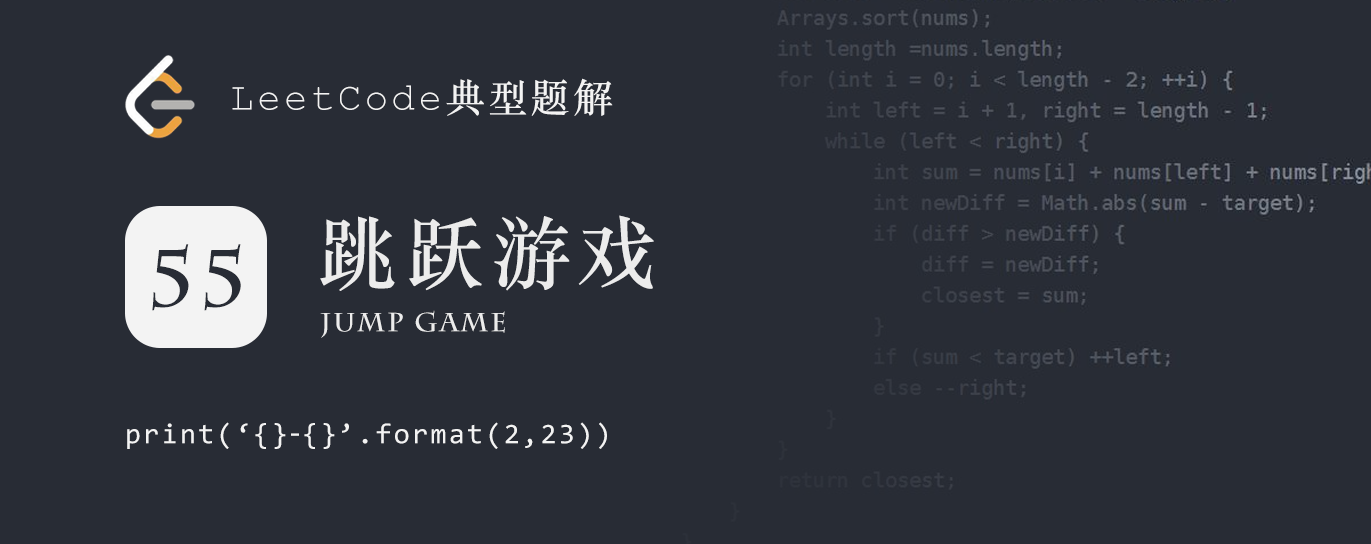 LeetCode典型题解
55
跳跃游戏
JUMP GAME
print(‘{}-{}’.format(2,23))
Arrays.sort(nums);
int length =nums.length;
for (int i = 0; i < length - 2; ++i) {
int left = i + 1, right = length - 1;
while (left < right) {
int sum = nums[i] + nums[left] + nums[righ
int newDiff = Math.abs(sum - target);
if (diff > newDiff) {
diff = newDiff;
closest = sum;
}
if (sum < target) ++left;
else --right;
}
}
return closest;
}